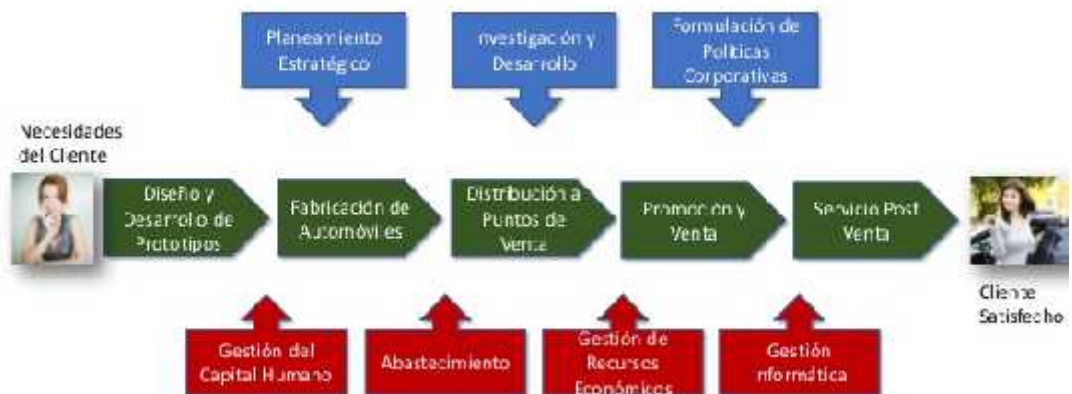 Planeamiento
Estratégico
nvestigación y
Desarrollo
Formulación de
Políticas
Corporativas
Necesidades
del Cliente
Diseño y
Desarrollo de
Prototipos
Fabricación de
Automóviles
Distribución a
Puntos de
Venta
Promoción y
Venta
Servicio Post
Venta
Cliente
Satisfecho
Gestión del
Capital Humano
Abastecimiento
Gestión de
Recursos
Económicos
Gestión
nformática